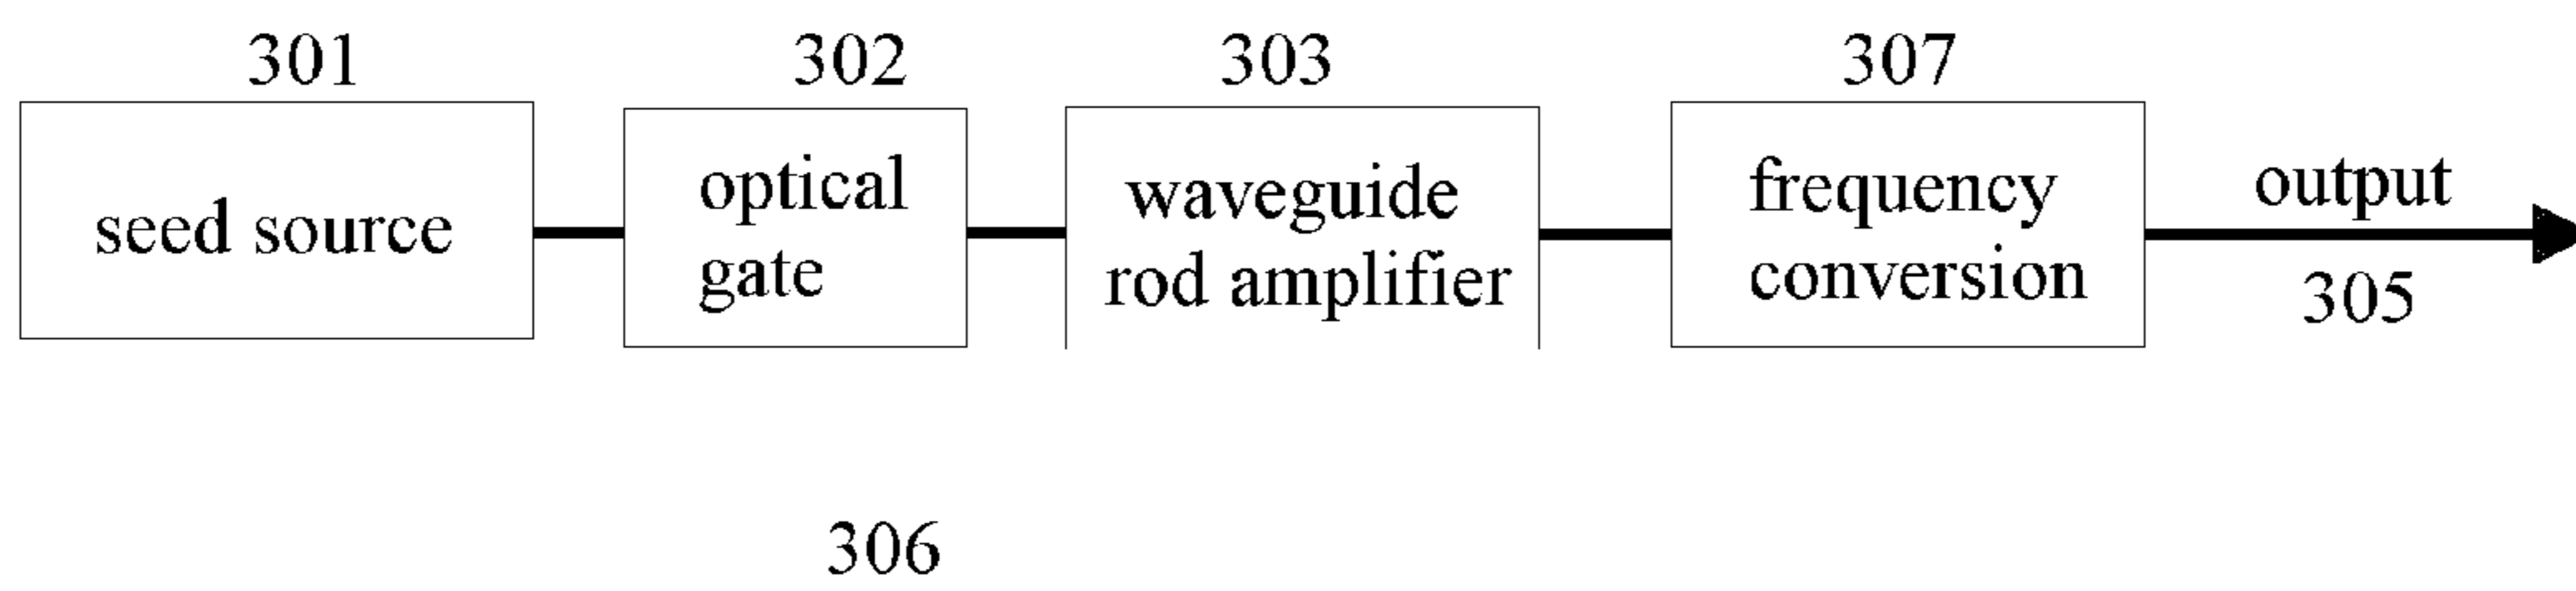 301
302
303
307
seed source
optical
gate
waveguide
rod amplifier
frequency
conversion
output
305
306